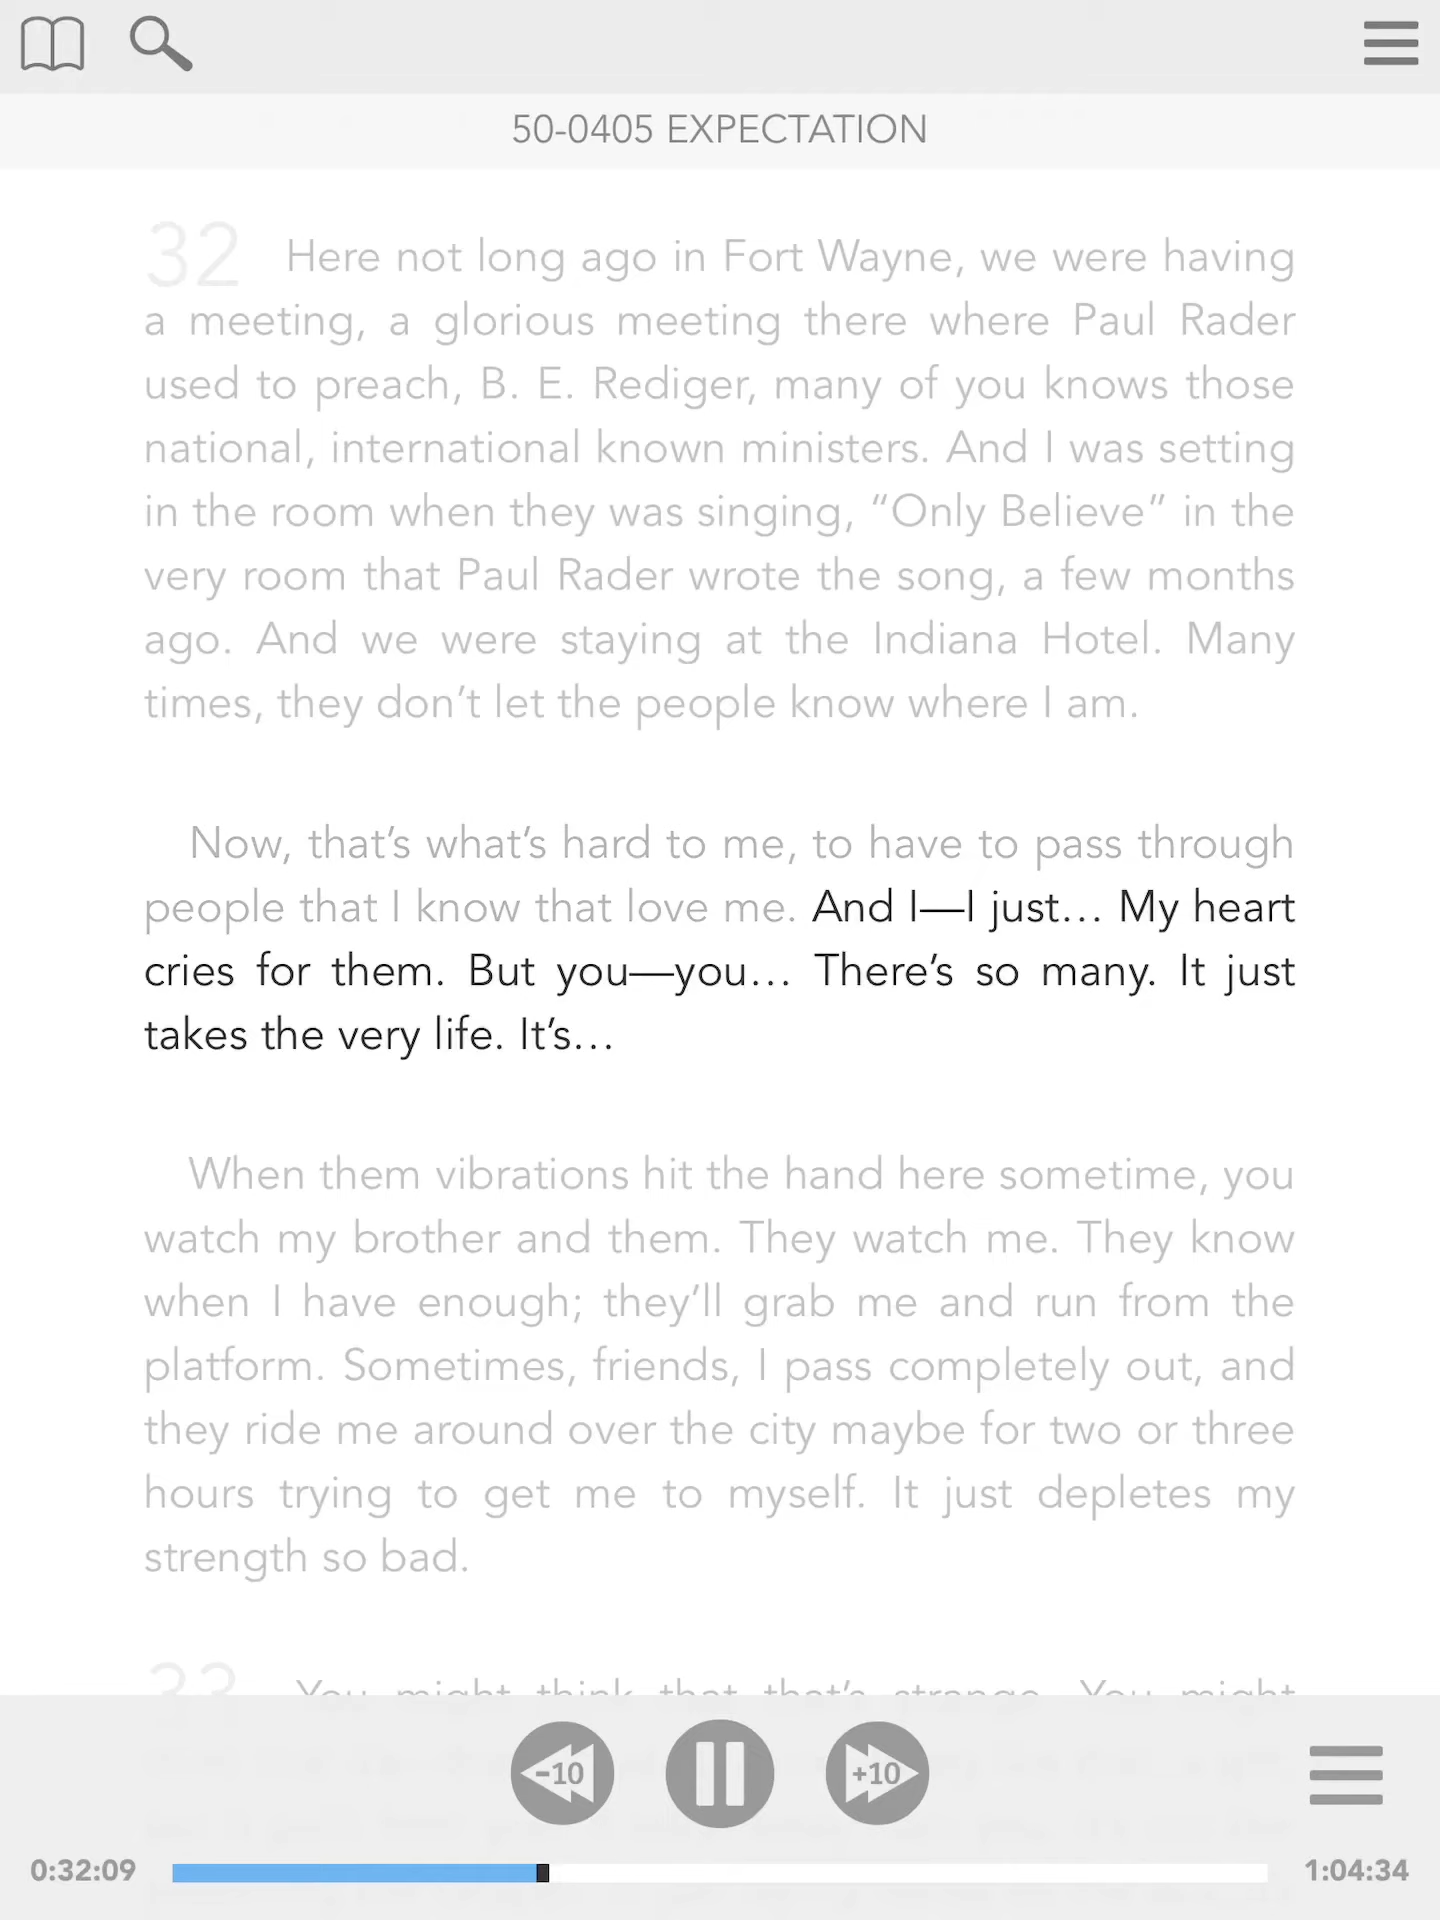 50-0405 EXPECTATION
32 Here not long ago in Fort Wayne, we were having
a meeting, a glorious meeting there where Paul Rader
used to preach, B. E. Rediger, many of you knows those
national, international known ministers. And I was setting
in the room when they was singing, “Only Believe” in the
very room that Paul Rader wrote the song, a few months
ago. And we were staying at the Indiana Hotel. Many
times, they don’t let the people know where I am.
Now, that’s what’s hard to me, to have to pass through
people that I know that love me. And I—I just… My heart
cries for them. But you—you… There’s so many. It just
takes the very life. It’s…
When them vibrations hit the hand here sometime, you
watch my brother and them. They watch me. They know
when I have enough; they’ll grab me and run from the
platform. Sometimes, friends, I pass completely out, and
they ride me around over the city maybe for two or three
hours trying to get me to myself. It just depletes my
strength so bad.
33 You might think that that’s strange. You might
-10 +10
0:32:09 1:04:34